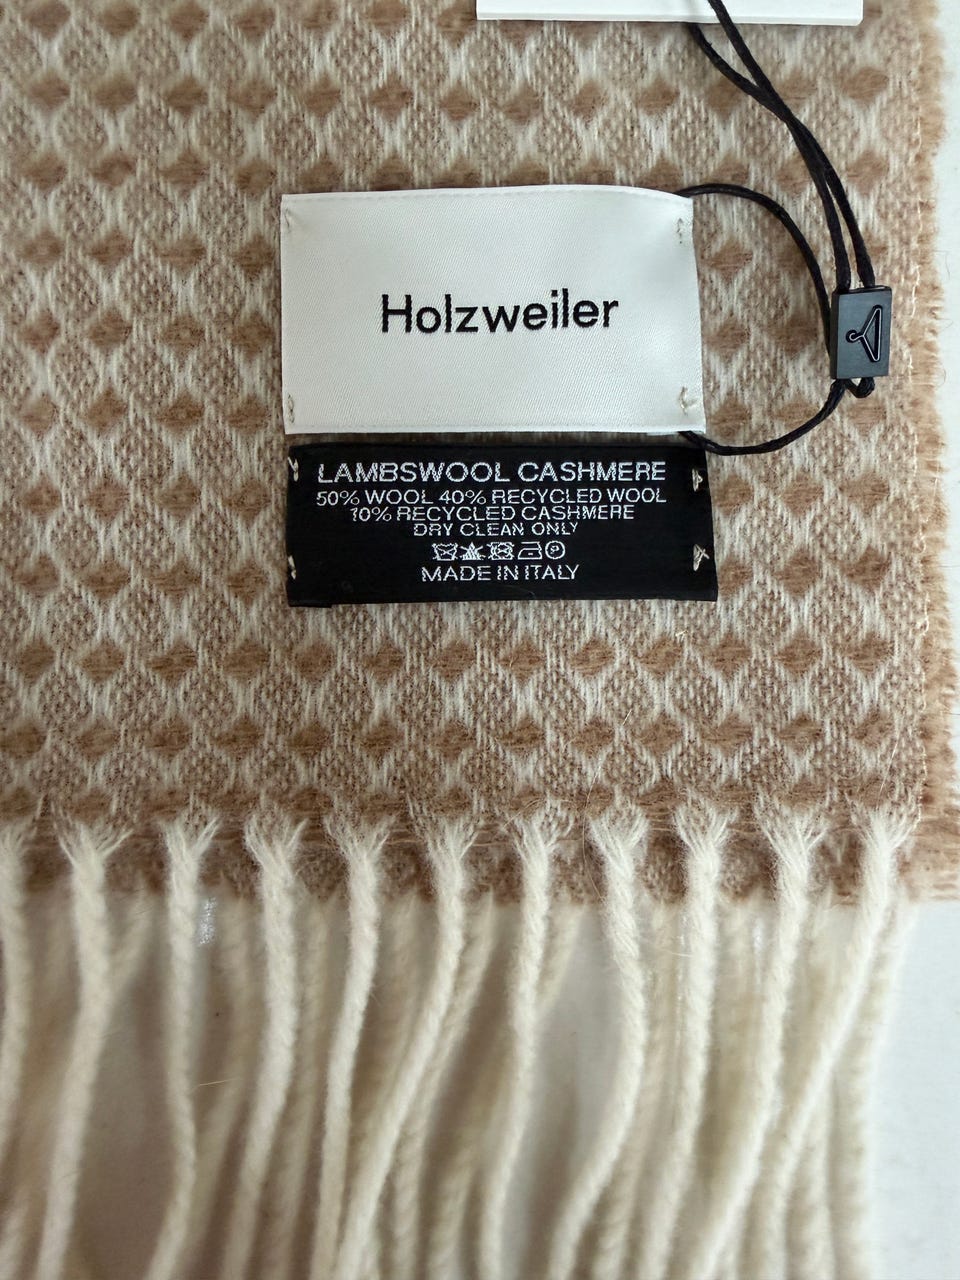 Holzweiler
LAMBSWOOL CASHMERE
50% WOOL 40% RECYCLED WOOL
10% RECYCLED CASHMERE
DRY CLEAN ONLY
P
MADE IN ITALY